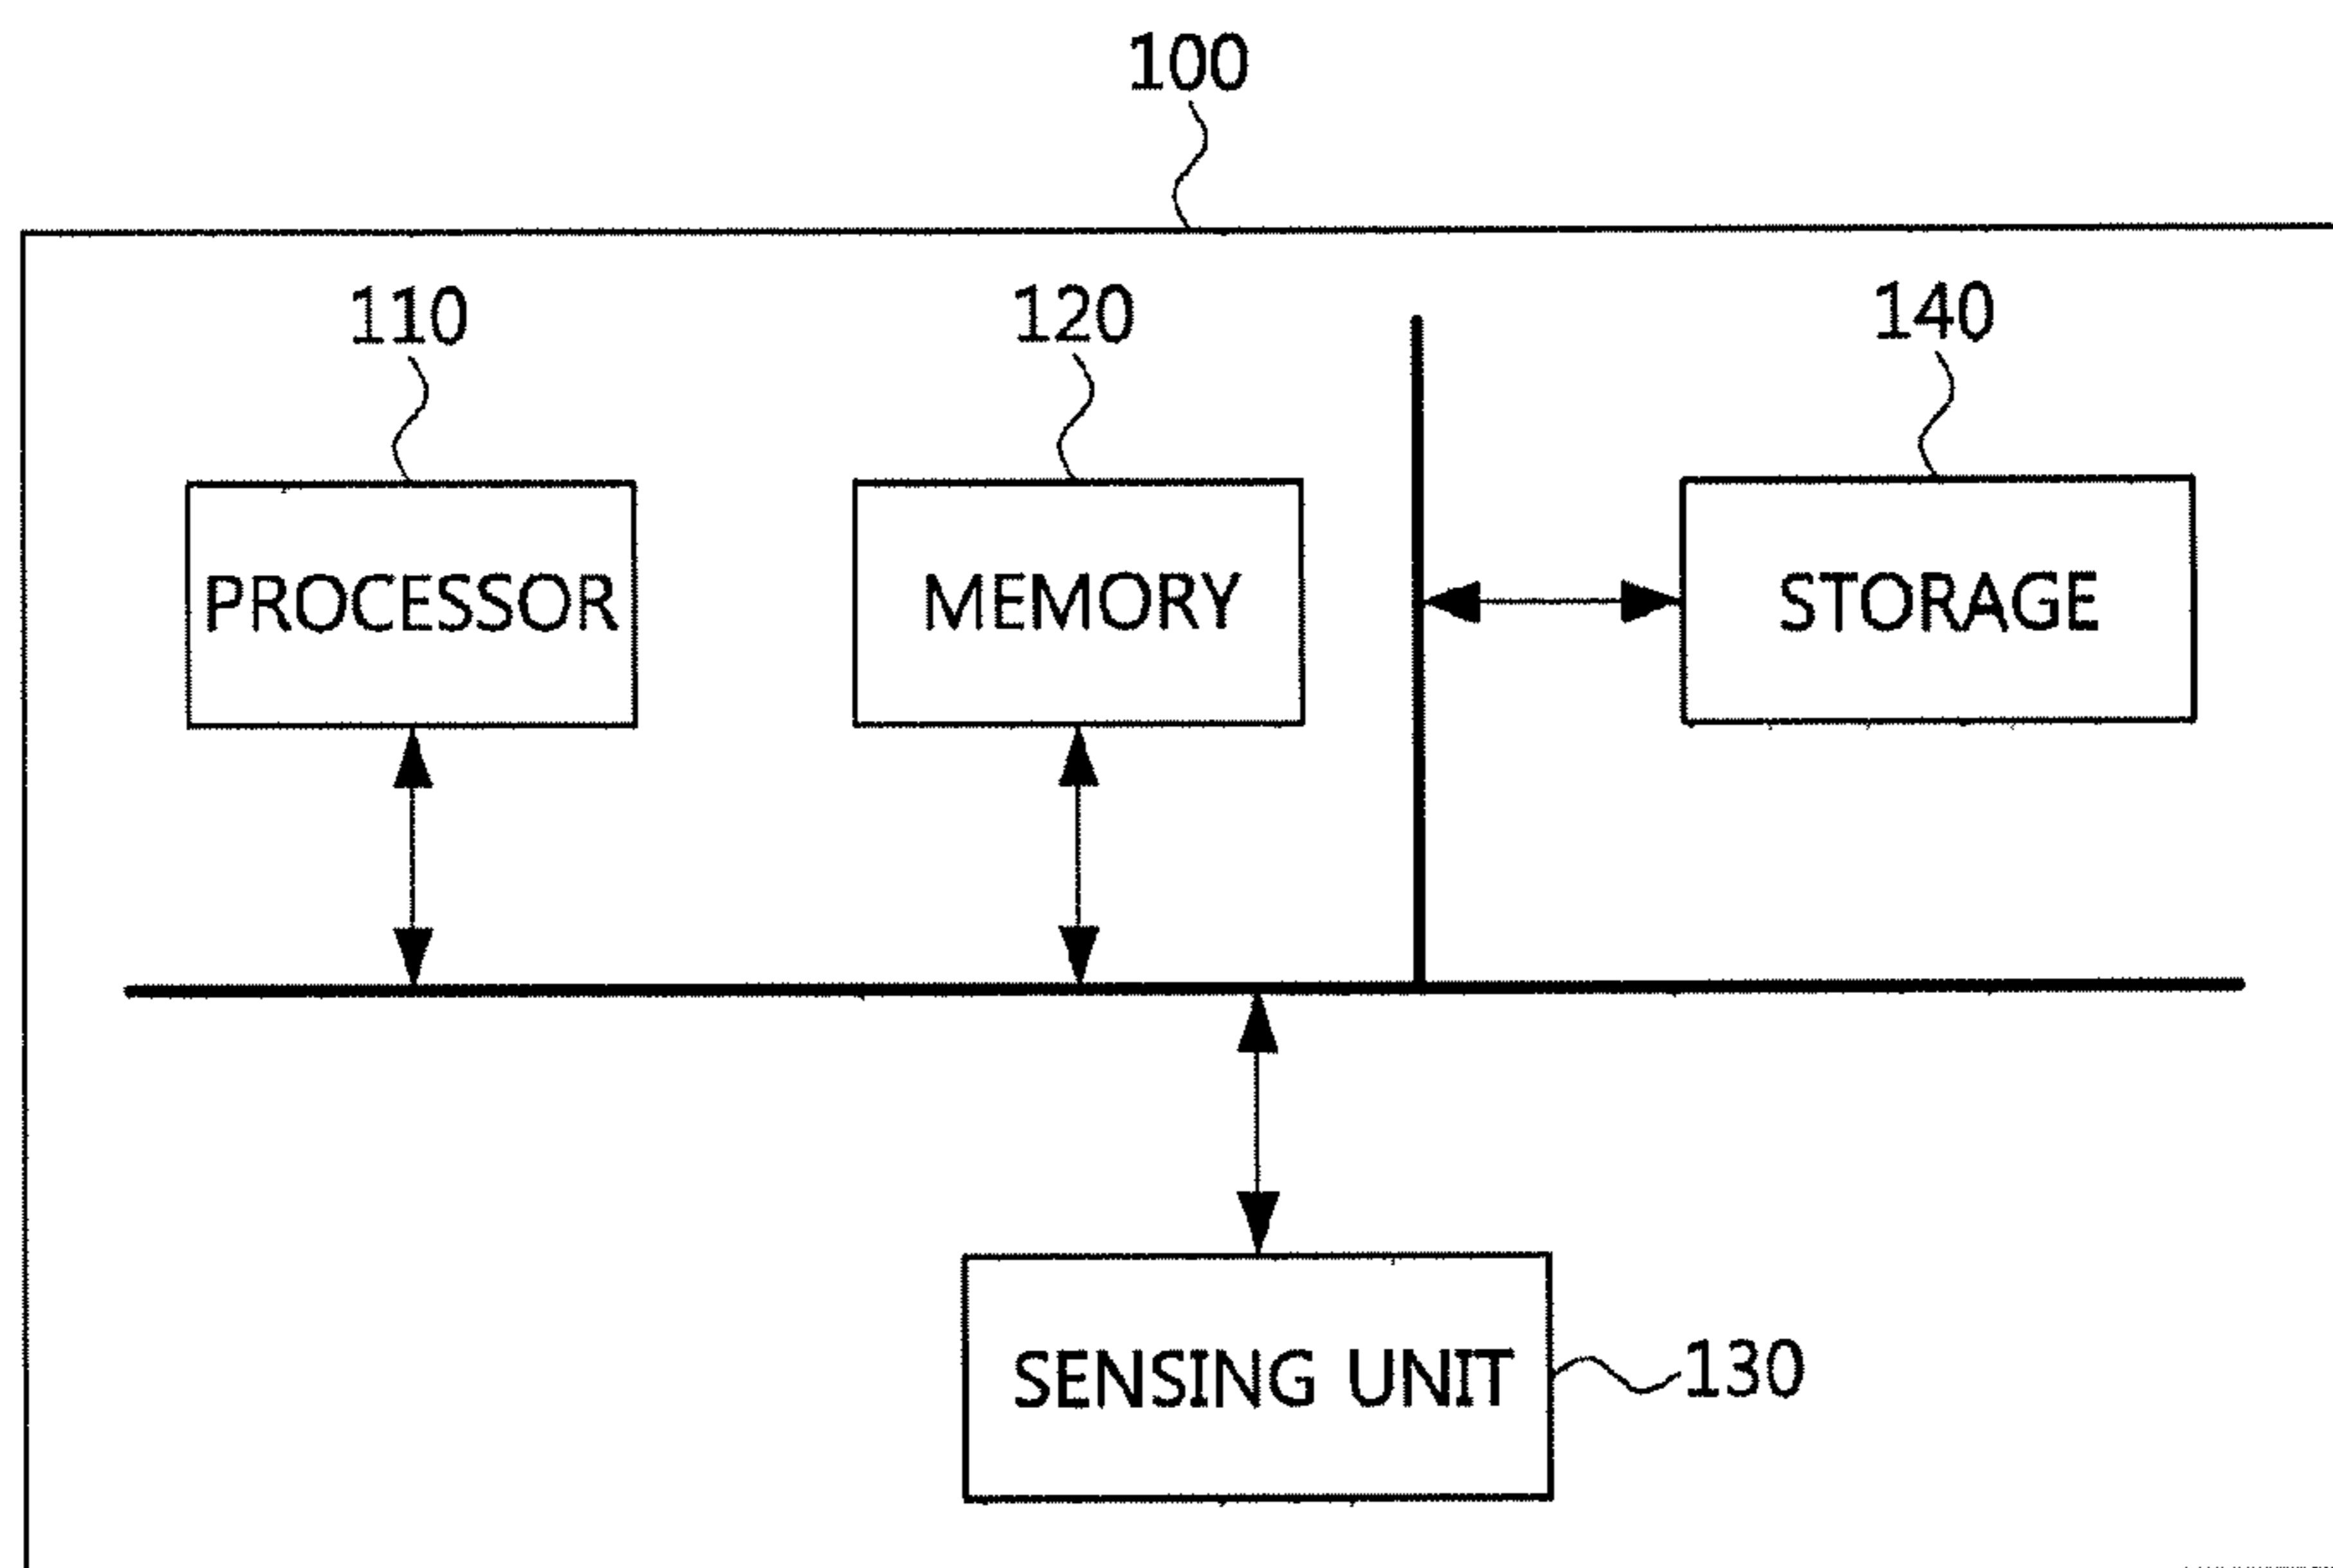 100
110
120
140
PROCESSOR
MEMORY
STORAGE
SENSING UNIT
130